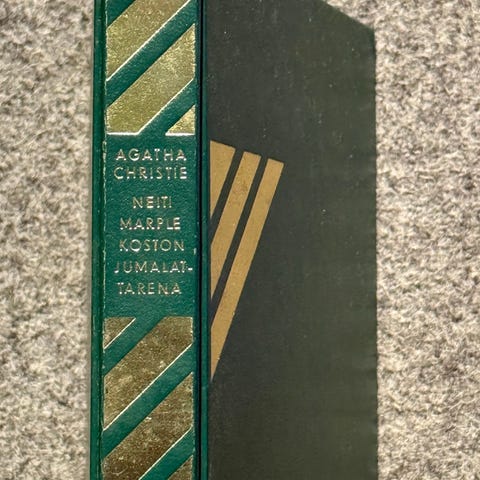 AGATHA
CHRISTIE
NEITI
MARPLE
KOSTON
JUMALAT-
TARENA